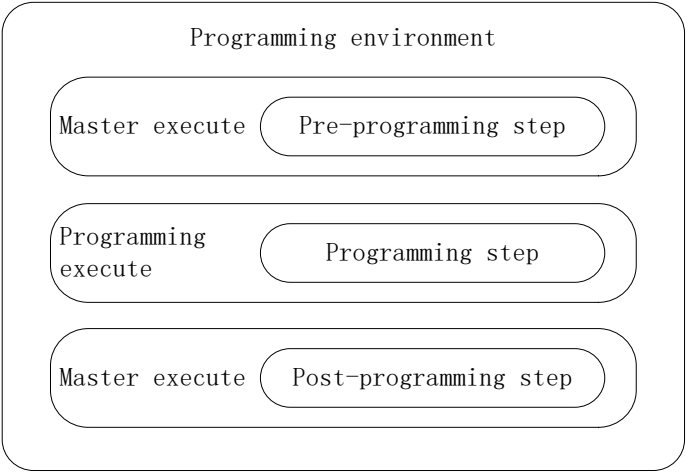 Programming environment
Master execute
Pre-programming step
Programming
execute
Programming step
Master execute
Post-programming step